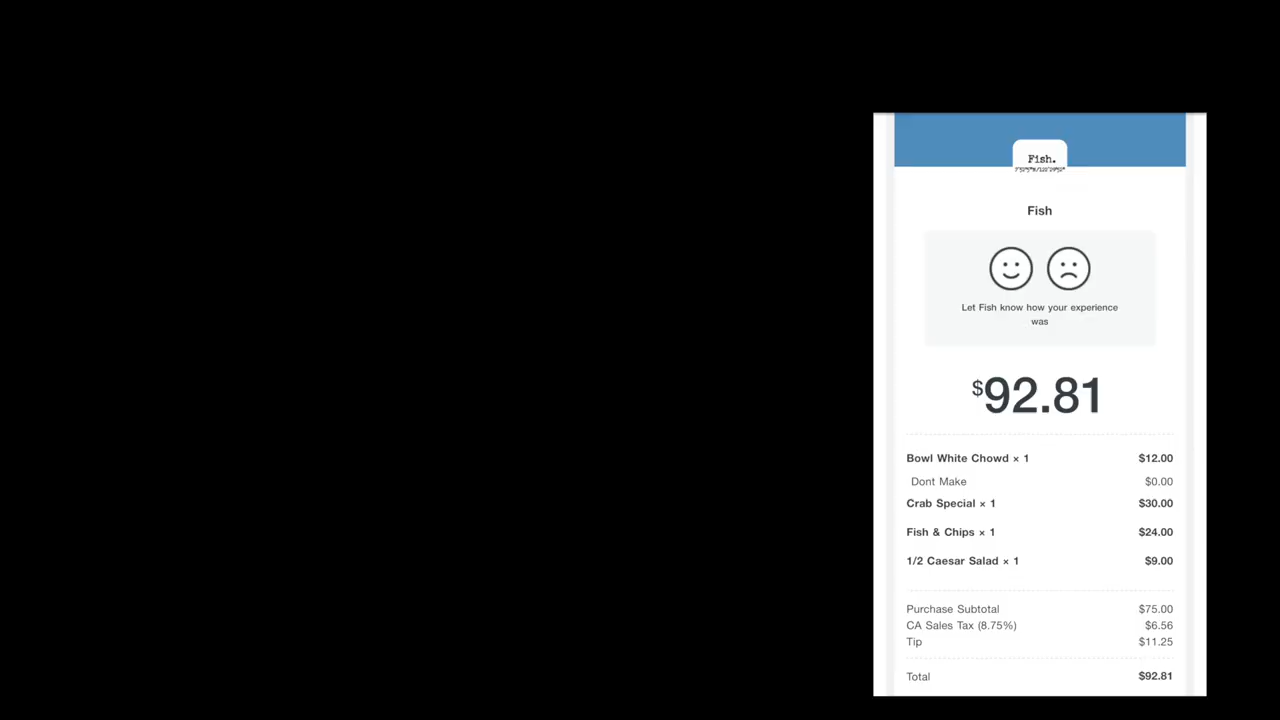 Fish.
Fish
Let Fish know how your experience
was
$92.81
Bowl White Chowd × 1 $12.00
Dont Make $0.00
Crab Special × 1 $30.00
Fish & Chips × 1 $24.00
1/2 Caesar Salad × 1 $9.00
Purchase Subtotal $75.00
CA Sales Tax (8.75%) $6.56
Tip $11.25
Total $92.81